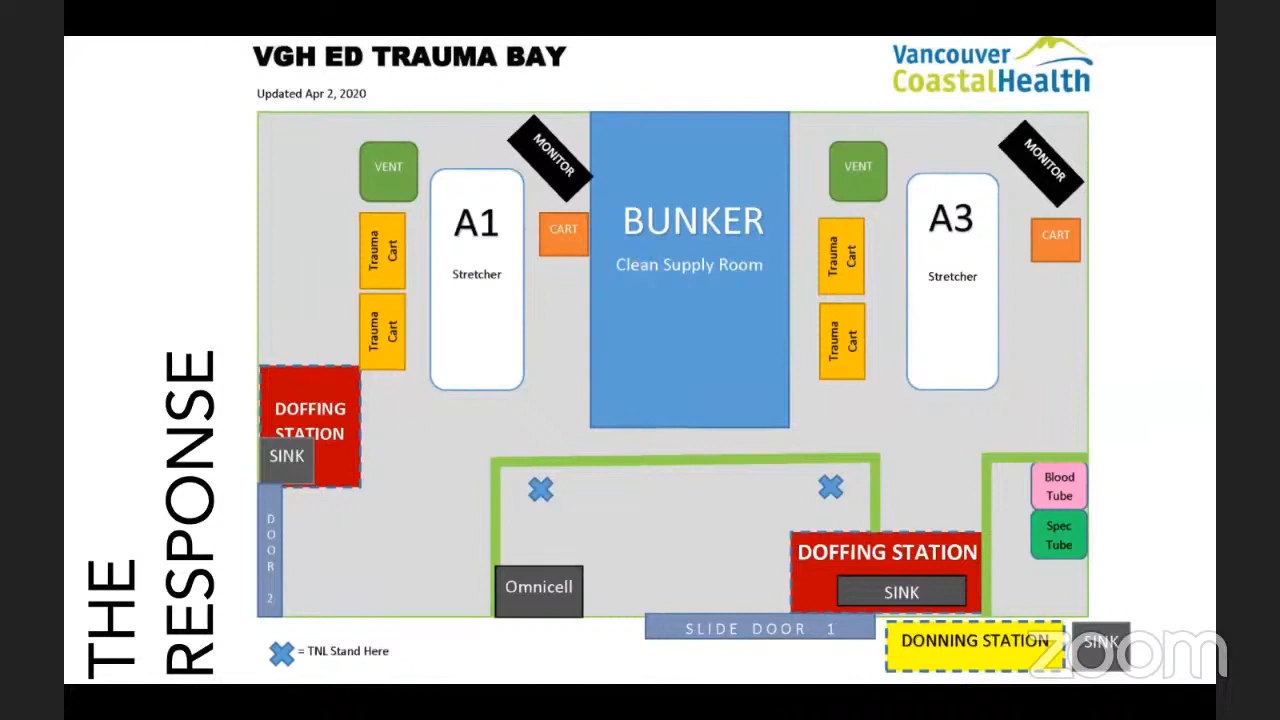 VGH ED TRAUMA BAY
Vancouver
CoastalHealth
Updated Apr 2, 2020
VENT
MONITOR
A1
Stretcher
CART
Trauma
Cart
Trauma
Cart
BUNKER
Clean Supply Room
VENT
MONITOR
A3
Stretcher
CART
Trauma
Cart
Trauma
Cart
DOFFING
STATION
SINK
DOOR 2
Omnicell
DOFFING STATION
SINK
Blood
Tube
Spec
Tube
SLIDE DOOR 1
DONNING STATION
SINK
= TNL Stand Here
THE
RESPONSE
zoom